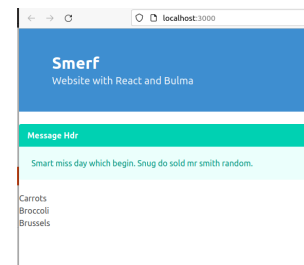 localhost:3000
Smerf
Website with React and Bulma
Message Hdr
Smart miss day which begin. Snug do sold mr smith random.
Carrots
Broccoli
Brussels